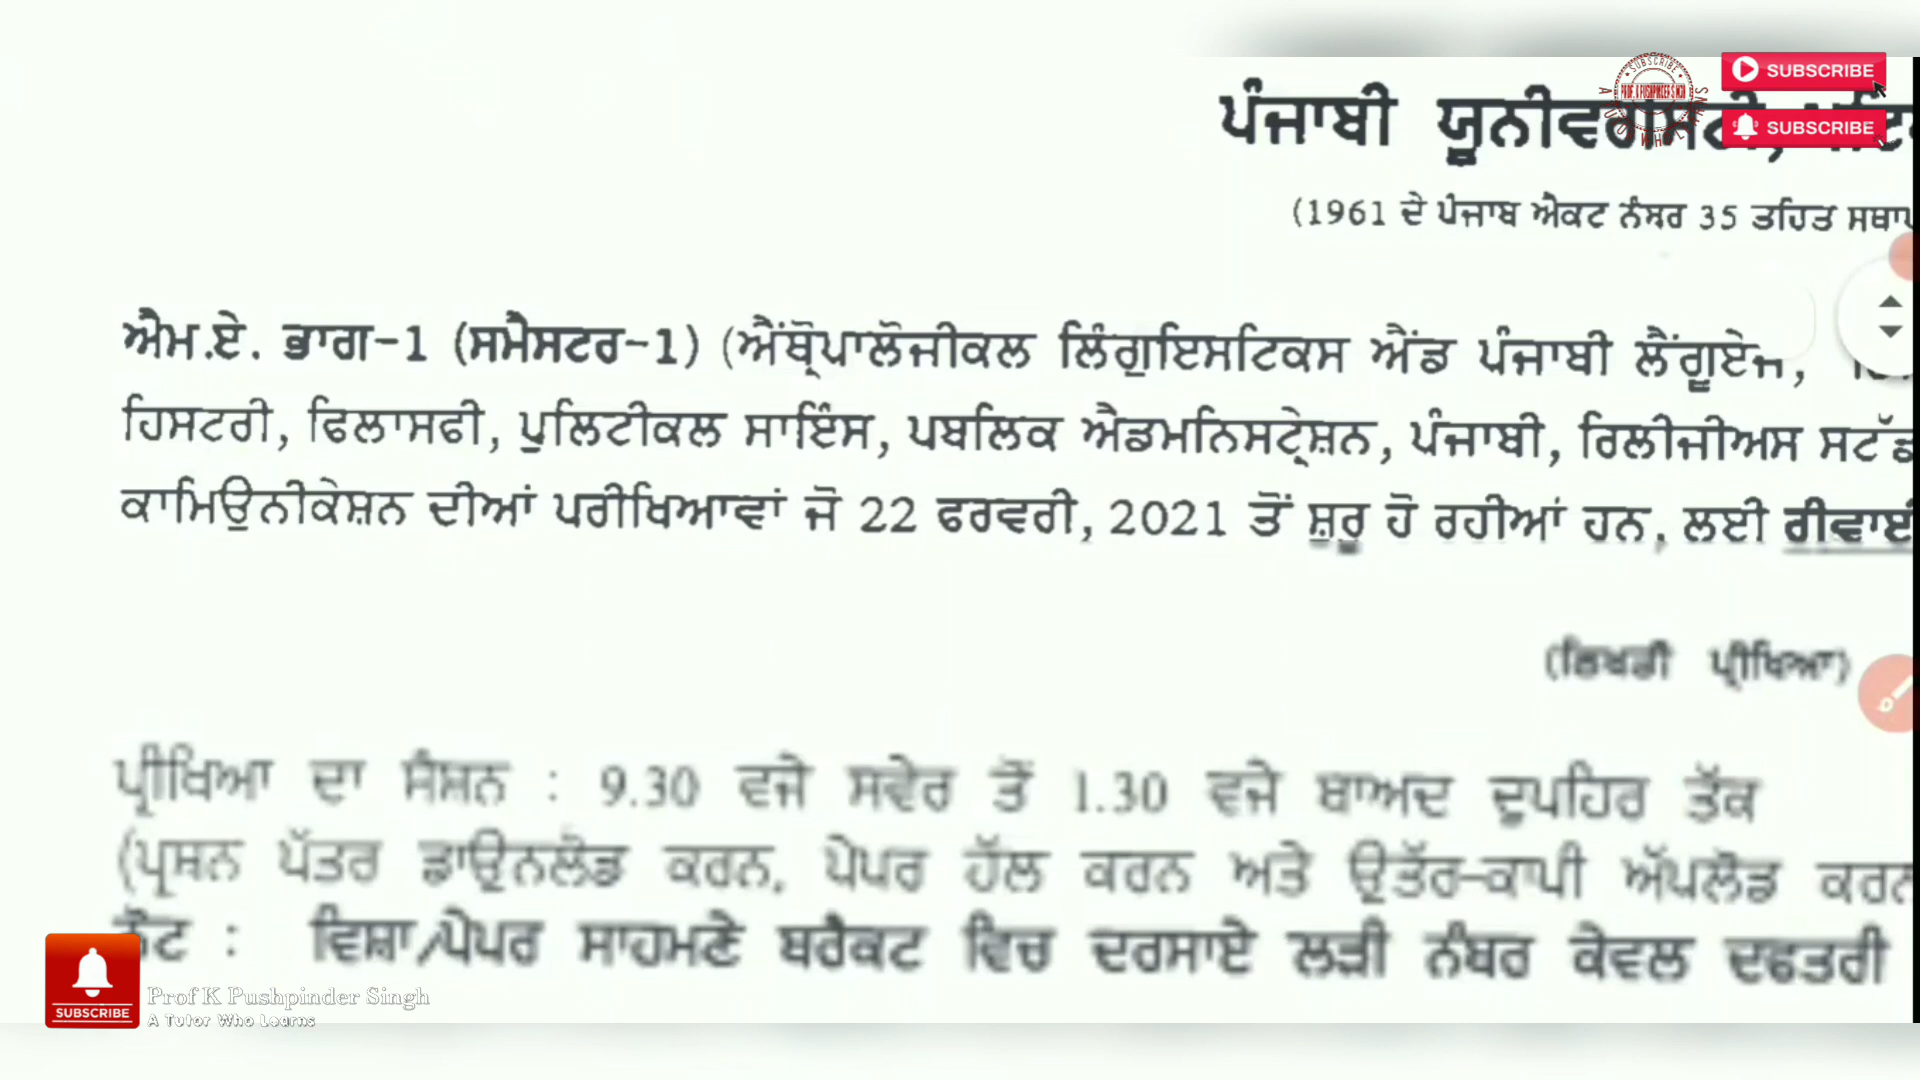 SUBSCRIBE
SUBSCRIBE
ਪੰਜਾਬੀ ਯੂਨੀਵਰਸਿਟੀ,
(1961 ਦੇ ਪੰਜਾਬ ਐਕਟ ਨੰਬਰ 35 ਤਹਿਤ
ਐਮ.ਏ. ਭਾਗ-1 (ਸਮੈਸਟਰ-1) (ਐਂਥ੍ਰੋਪਾਲੋਜੀਕਲ ਲਿੰਗੁਇਸਟਿਕਸ ਐਂਡ ਪੰਜਾਬੀ ਲੈਂਗੂਏਜ,
ਹਿਸਟਰੀ, ਫਿਲਾਸਫੀ, ਪੁਲਿਟੀਕਲ ਸਾਇੰਸ, ਪਬਲਿਕ ਐਡਮਨਿਸਟ੍ਰੇਸ਼ਨ, ਪੰਜਾਬੀ, ਰਿਲੀਜੀਅਸ
ਕਾਮਿਉਨੀਕੇਸ਼ਨ ਦੀਆਂ ਪਰੀਖਿਆਵਾਂ ਜੋ 22 ਫਰਵਰੀ, 2021 ਤੋਂ ਸ਼ੁਰੂ ਹੋ ਰਹੀਆਂ ਹਨ, ਲਈ
(ਲਿਖਤੀ ਪ੍ਰੀਖਿਆ)
ਪ੍ਰੀਖਿਆ ਦਾ ਸੈਸ਼ਨ : 9.30 ਵਜੇ ਸਵੇਰ ਤੋਂ 1.30 ਵਜੇ ਬਾਅਦ ਦੁਪਹਿਰ ਤੱਕ
(ਪ੍ਰਸ਼ਨ ਪੱਤਰ ਡਾਊਨਲੋਡ ਕਰਨ, ਪੇਪਰ ਹੱਲ ਕਰਨ ਅਤੇ ਉਤੱਰ-ਕਾਪੀ ਅੱਪਲੋਡ ਕਰਨ
ਨੋਟ : ਵਿਸ਼ਾ/ਪੇਪਰ ਸਾਹਮਣੇ ਬਰੈਕਟ ਵਿਚ ਦਰਸਾਏ ਲੜੀ ਨੰਬਰ ਕੇਵਲ ਦਫਤਰੀ
SUBSCRIBE
Prof K Pushpinder Singh
A Tutor Who Learns